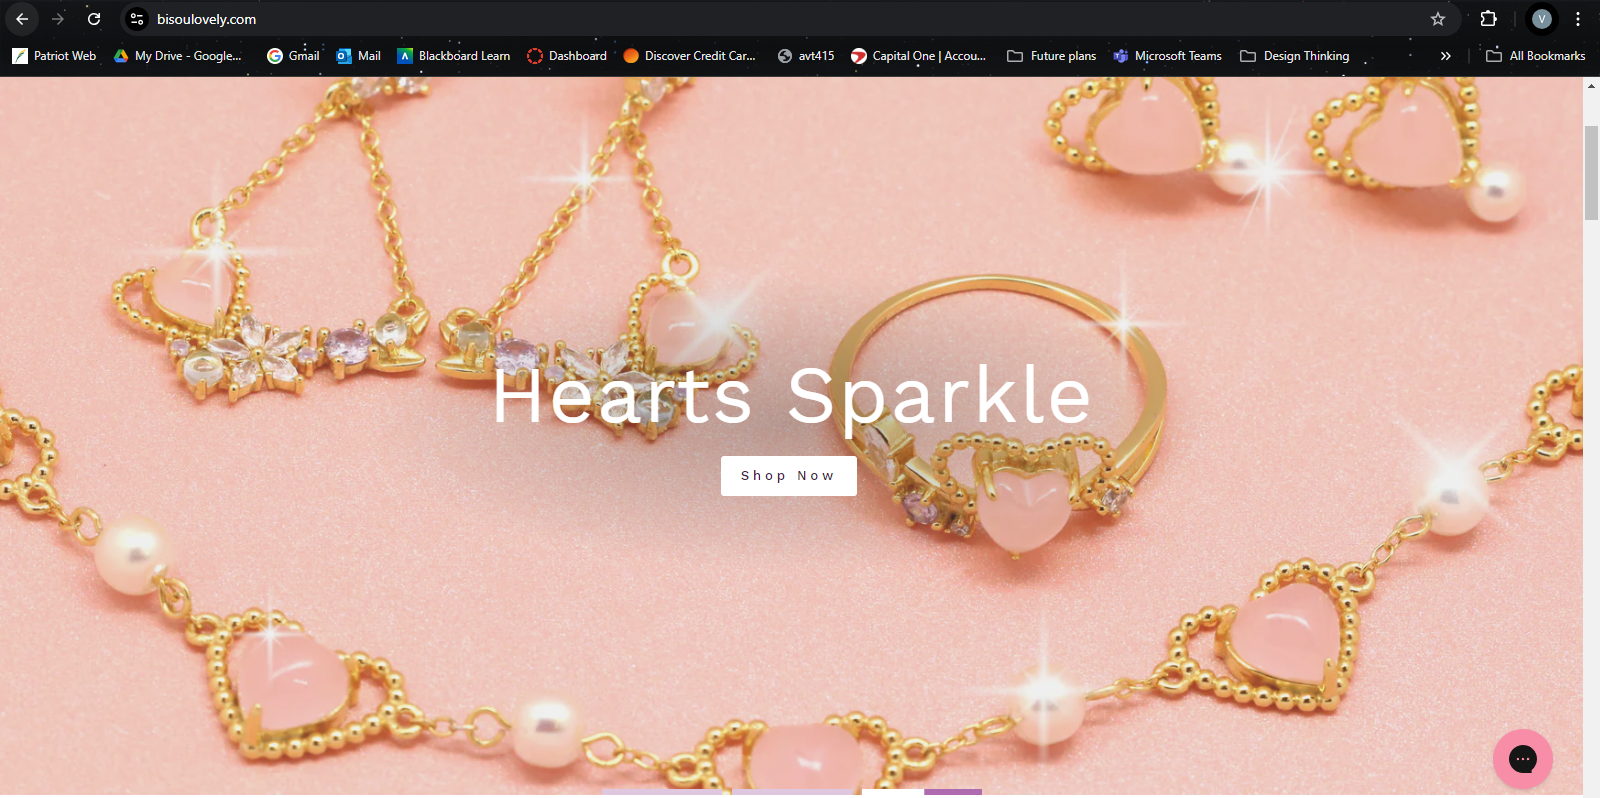 bisoulovely.com
V
Patriot Web
My Drive - Google...
Gmail
Mail
Blackboard Learn
Dashboard
Discover Credit Car...
avt415
Capital One | Accou...
Future plans
Microsoft Teams
Design Thinking
»
All Bookmarks
Hearts Sparkle
Shop Now